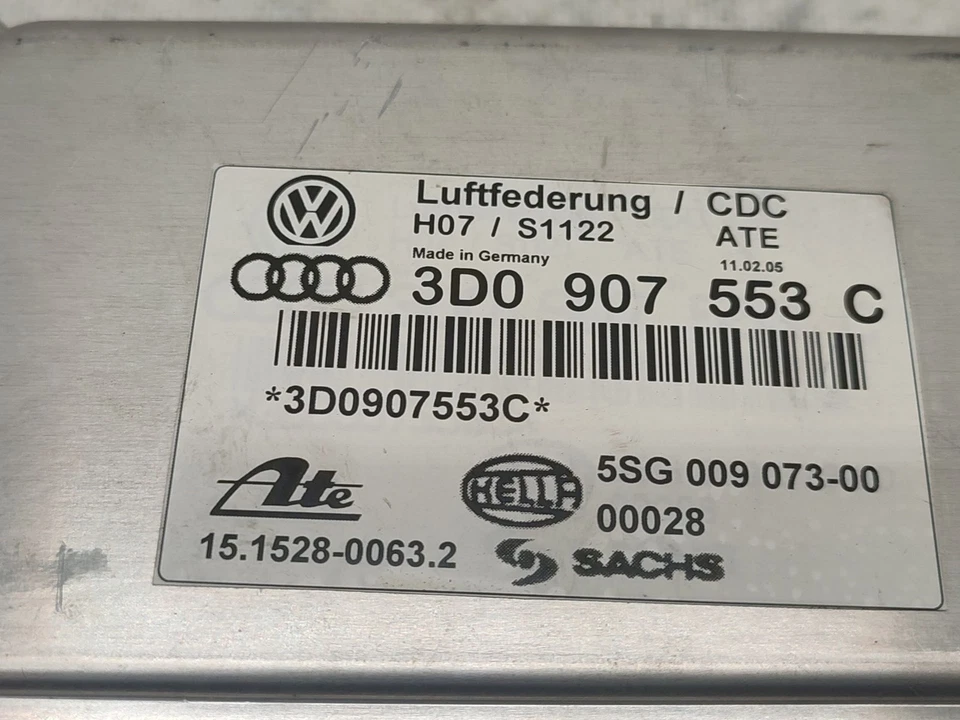 VW
Luftfederung / CDC
H07 / S1122 ATE
Made in Germany 11.02.05
3D0 907 553 C
*3D0907553C*
Ate
HELLA 5SG 009 073-00
00028
15.1528-0063.2 SACHS